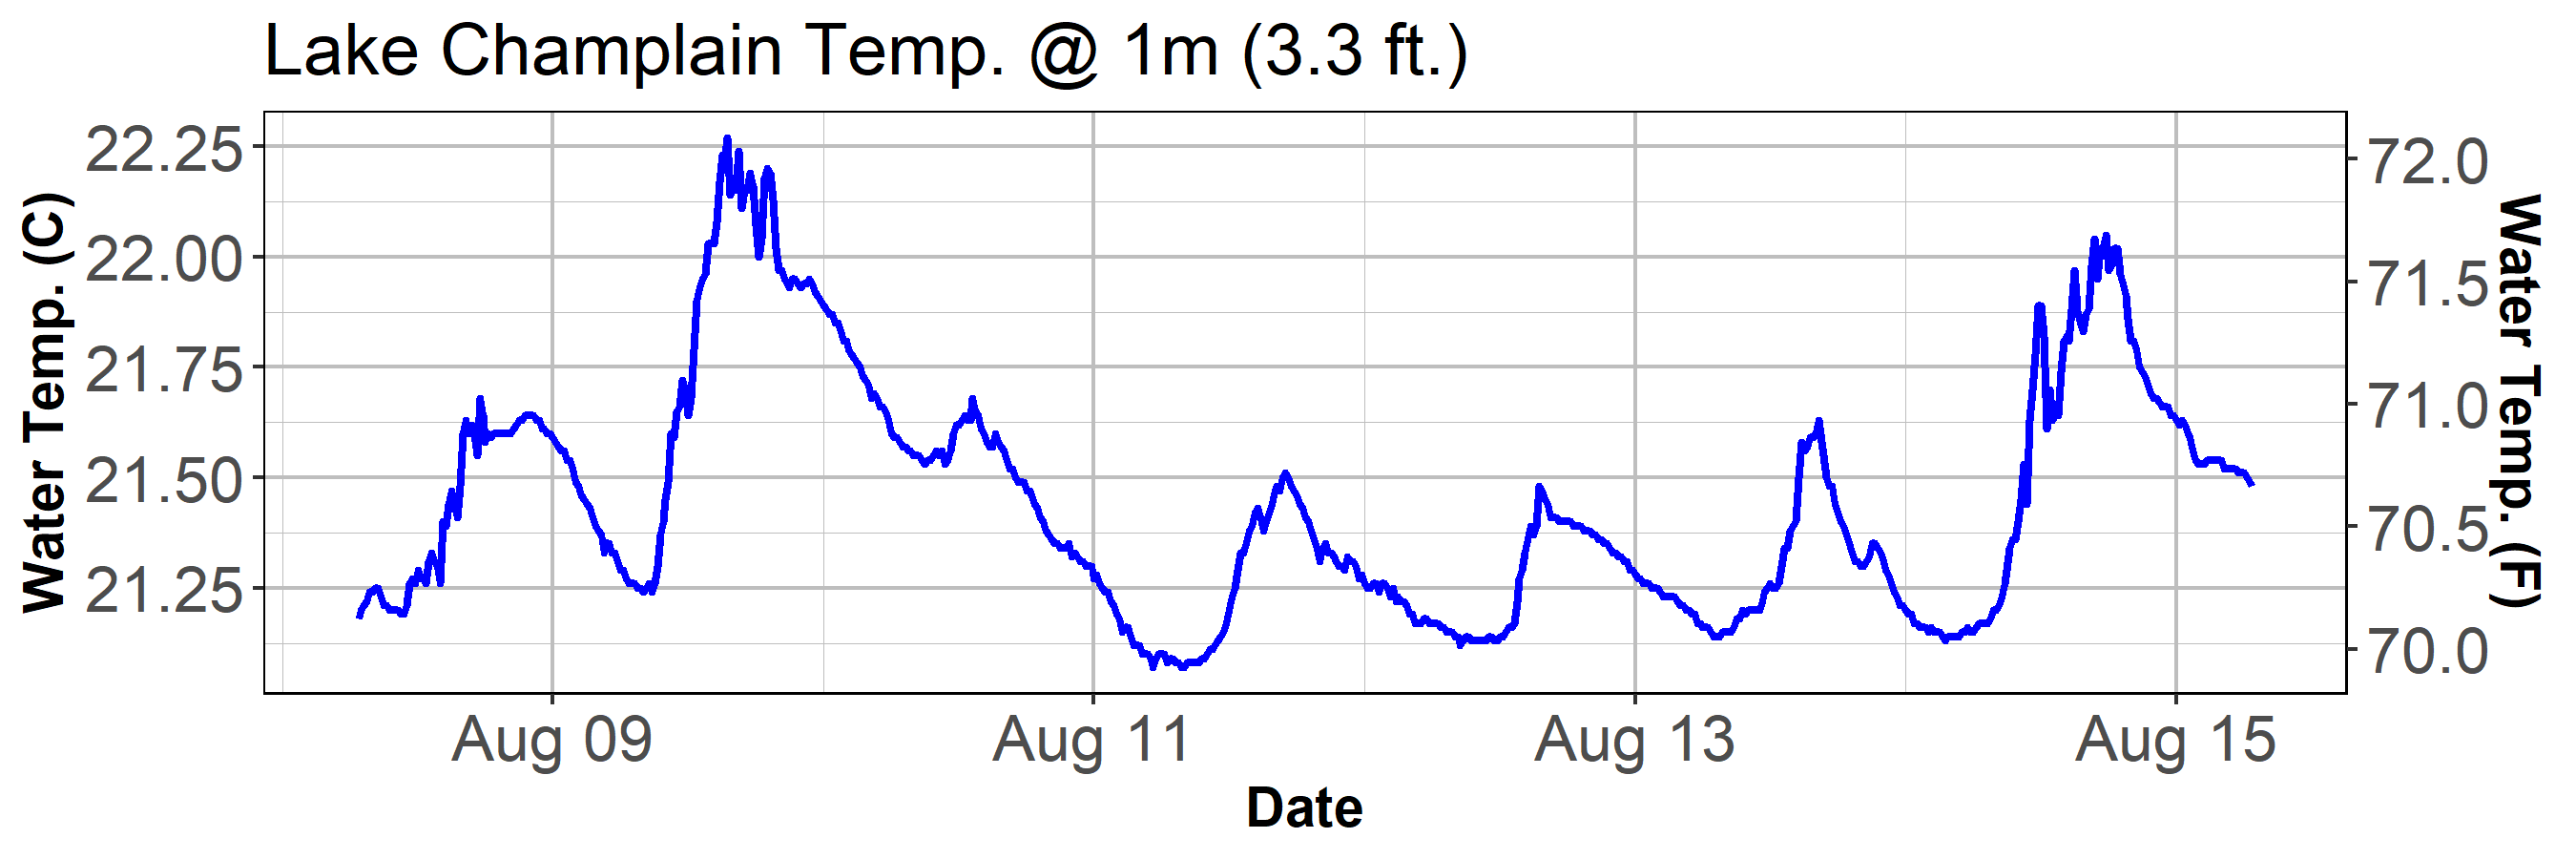 Lake Champlain Temp. @ 1m (3.3 ft.)
Water Temp. (C)
22.25
22.00
21.75
21.50
21.25
72.0
71.5
71.0
70.5
70.0
Water Temp. (F)
Aug 09 Aug 11 Aug 13 Aug 15
Date